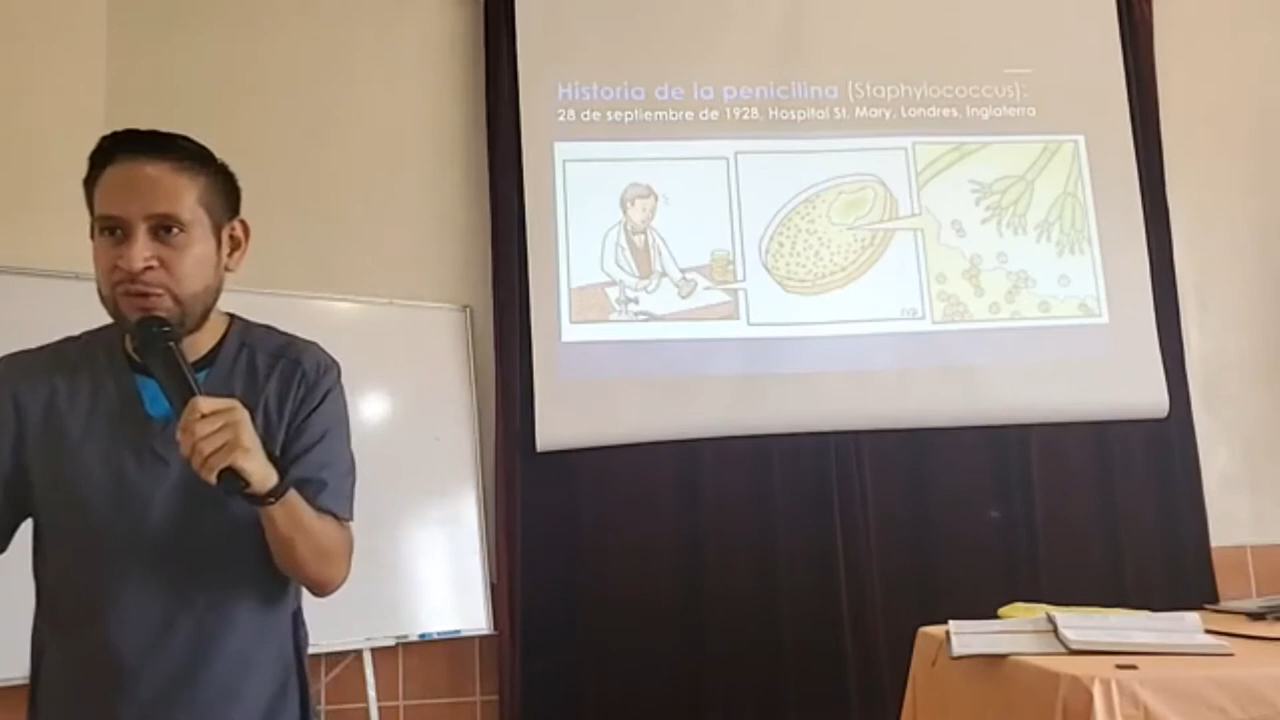 Historia de la penicilina (Staphylococcus):
28 de septiembre de 1928. Hospital St. Mary. Londres, Inglaterra